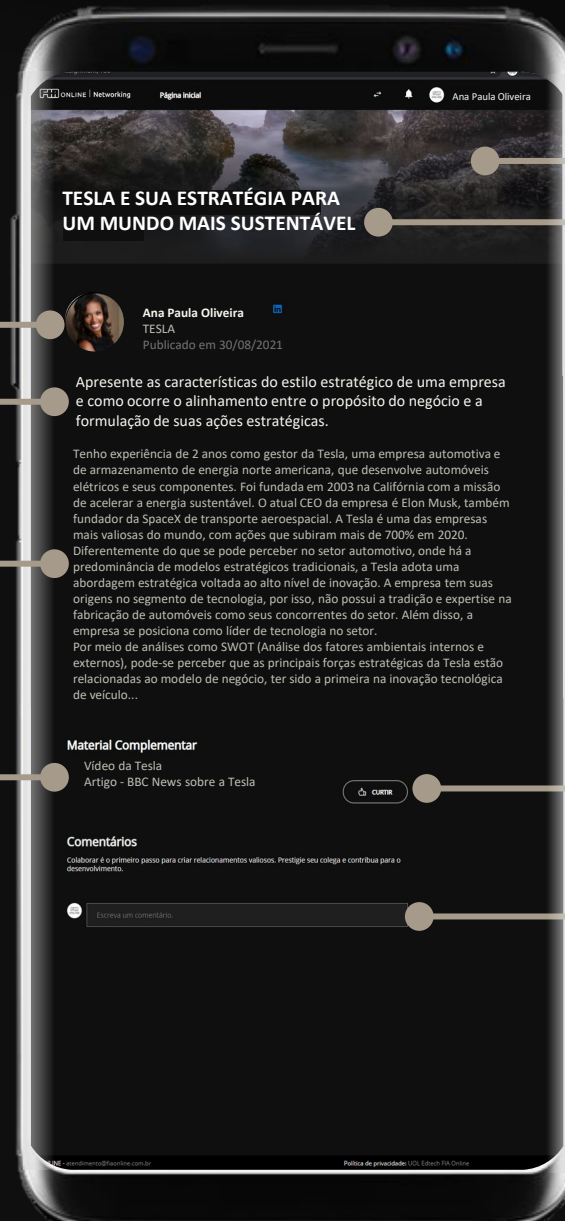 FIA ONLINE | Networking Página inicial Ana Paula Oliveira
TESLA E SUA ESTRATÉGIA PARA
UM MUNDO MAIS SUSTENTÁVEL
Ana Paula Oliveira in
TESLA
Publicado em 30/08/2021
Apresente as características do estilo estratégico de uma empresa
e como ocorre o alinhamento entre o propósito do negócio e a
formulação de suas ações estratégicas.
Tenho experiência de 2 anos como gestor da Tesla, uma empresa automotiva e
de armazenamento de energia norte americana, que desenvolve automóveis
elétricos e seus componentes. Foi fundada em 2003 na Califórnia com a missão
de acelerar a energia sustentável. O atual CEO da empresa é Elon Musk, também
fundador da SpaceX de transporte aeroespacial. A Tesla é uma das empresas
mais valiosas do mundo, com ações que subiram mais de 700% em 2020.
Diferentemente do que se pode perceber no setor automotivo, onde há a
predominância de modelos estratégicos tradicionais, a Tesla adota uma
abordagem estratégica voltada ao alto nível de inovação. A empresa tem suas
origens no segmento de tecnologia, por isso, não possui a tradição e expertise na
fabricação de automóveis como seus concorrentes do setor. Além disso, a
empresa se posiciona como líder de tecnologia no setor.
Por meio de análises como SWOT (Análise dos fatores ambientais internos e
externos), pode-se perceber que as principais forças estratégicas da Tesla estão
relacionadas ao modelo de negócio, ter sido a primeira na inovação tecnológica
de veículo...
Material Complementar
Vídeo da Tesla
Artigo - BBC News sobre a Tesla
CURTIR
Comentários
Colaborar é o primeiro passo para criar relacionamentos valiosos. Prestigie seu colega e contribua para o
desenvolvimento.
Escreva um comentário.
- atendimento@fiaonline.com.br Política de privacidade: UOL Edtech FIA Online